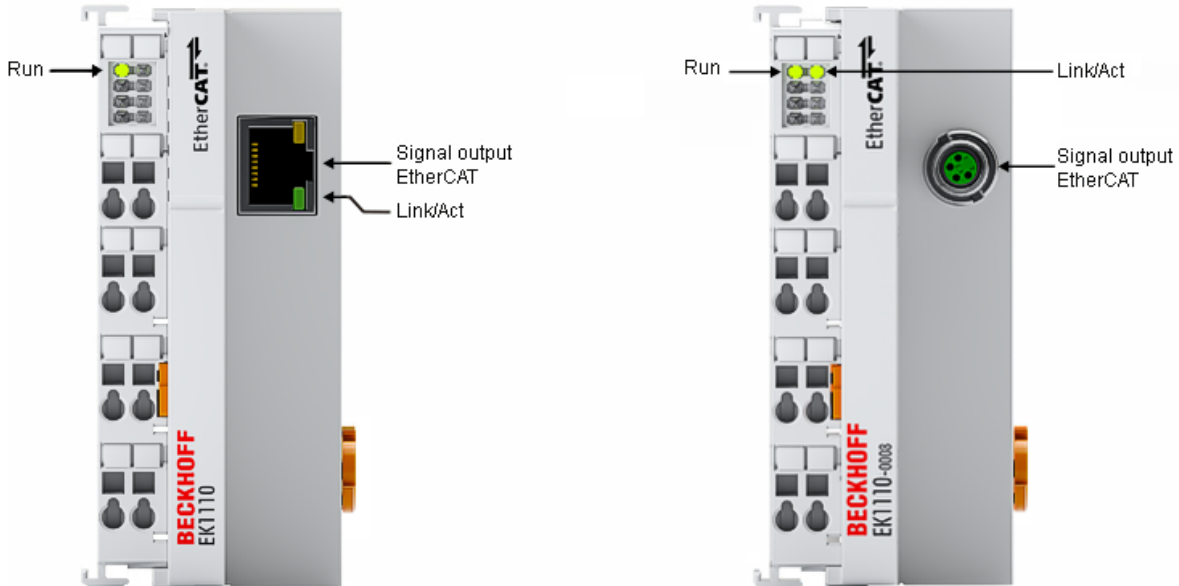 Run
EtherCAT®
Signal output
EtherCAT
Link/Act
BECKHOFF
EK1110
Run
Link/Act
EtherCAT®
Signal output
EtherCAT
BECKHOFF
EK1110-0008